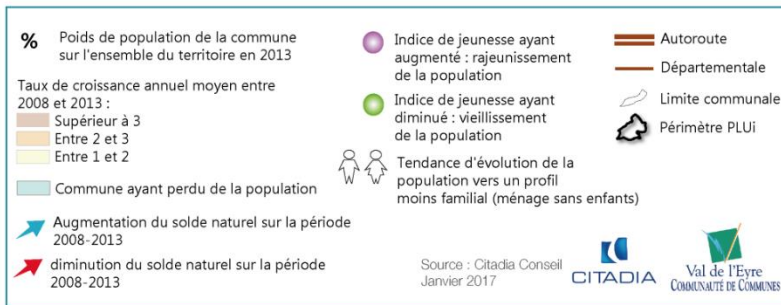 % Poids de population de la commune
sur l'ensemble du territoire en 2013
Taux de croissance annuel moyen entre
2008 et 2013 :
Supérieur à 3
Entre 2 et 3
Entre 1 et 2
Commune ayant perdu de la population
Augmentation du solde naturel sur la période
2008-2013
diminution du solde naturel sur la période
2008-2013
Indice de jeunesse ayant
augmenté : rajeunissement
de la population
Indice de jeunesse ayant
diminué : vieillissement
de la population
Tendance d'évolution de la
population vers un profil
moins familial (ménage sans enfants)
Autoroute
Départementale
Limite communale
Périmètre PLUi
Source : Citadia Conseil
Janvier 2017
CITADIA
Val de l'Eyre
COMMUNAUTÉ DE COMMUNES